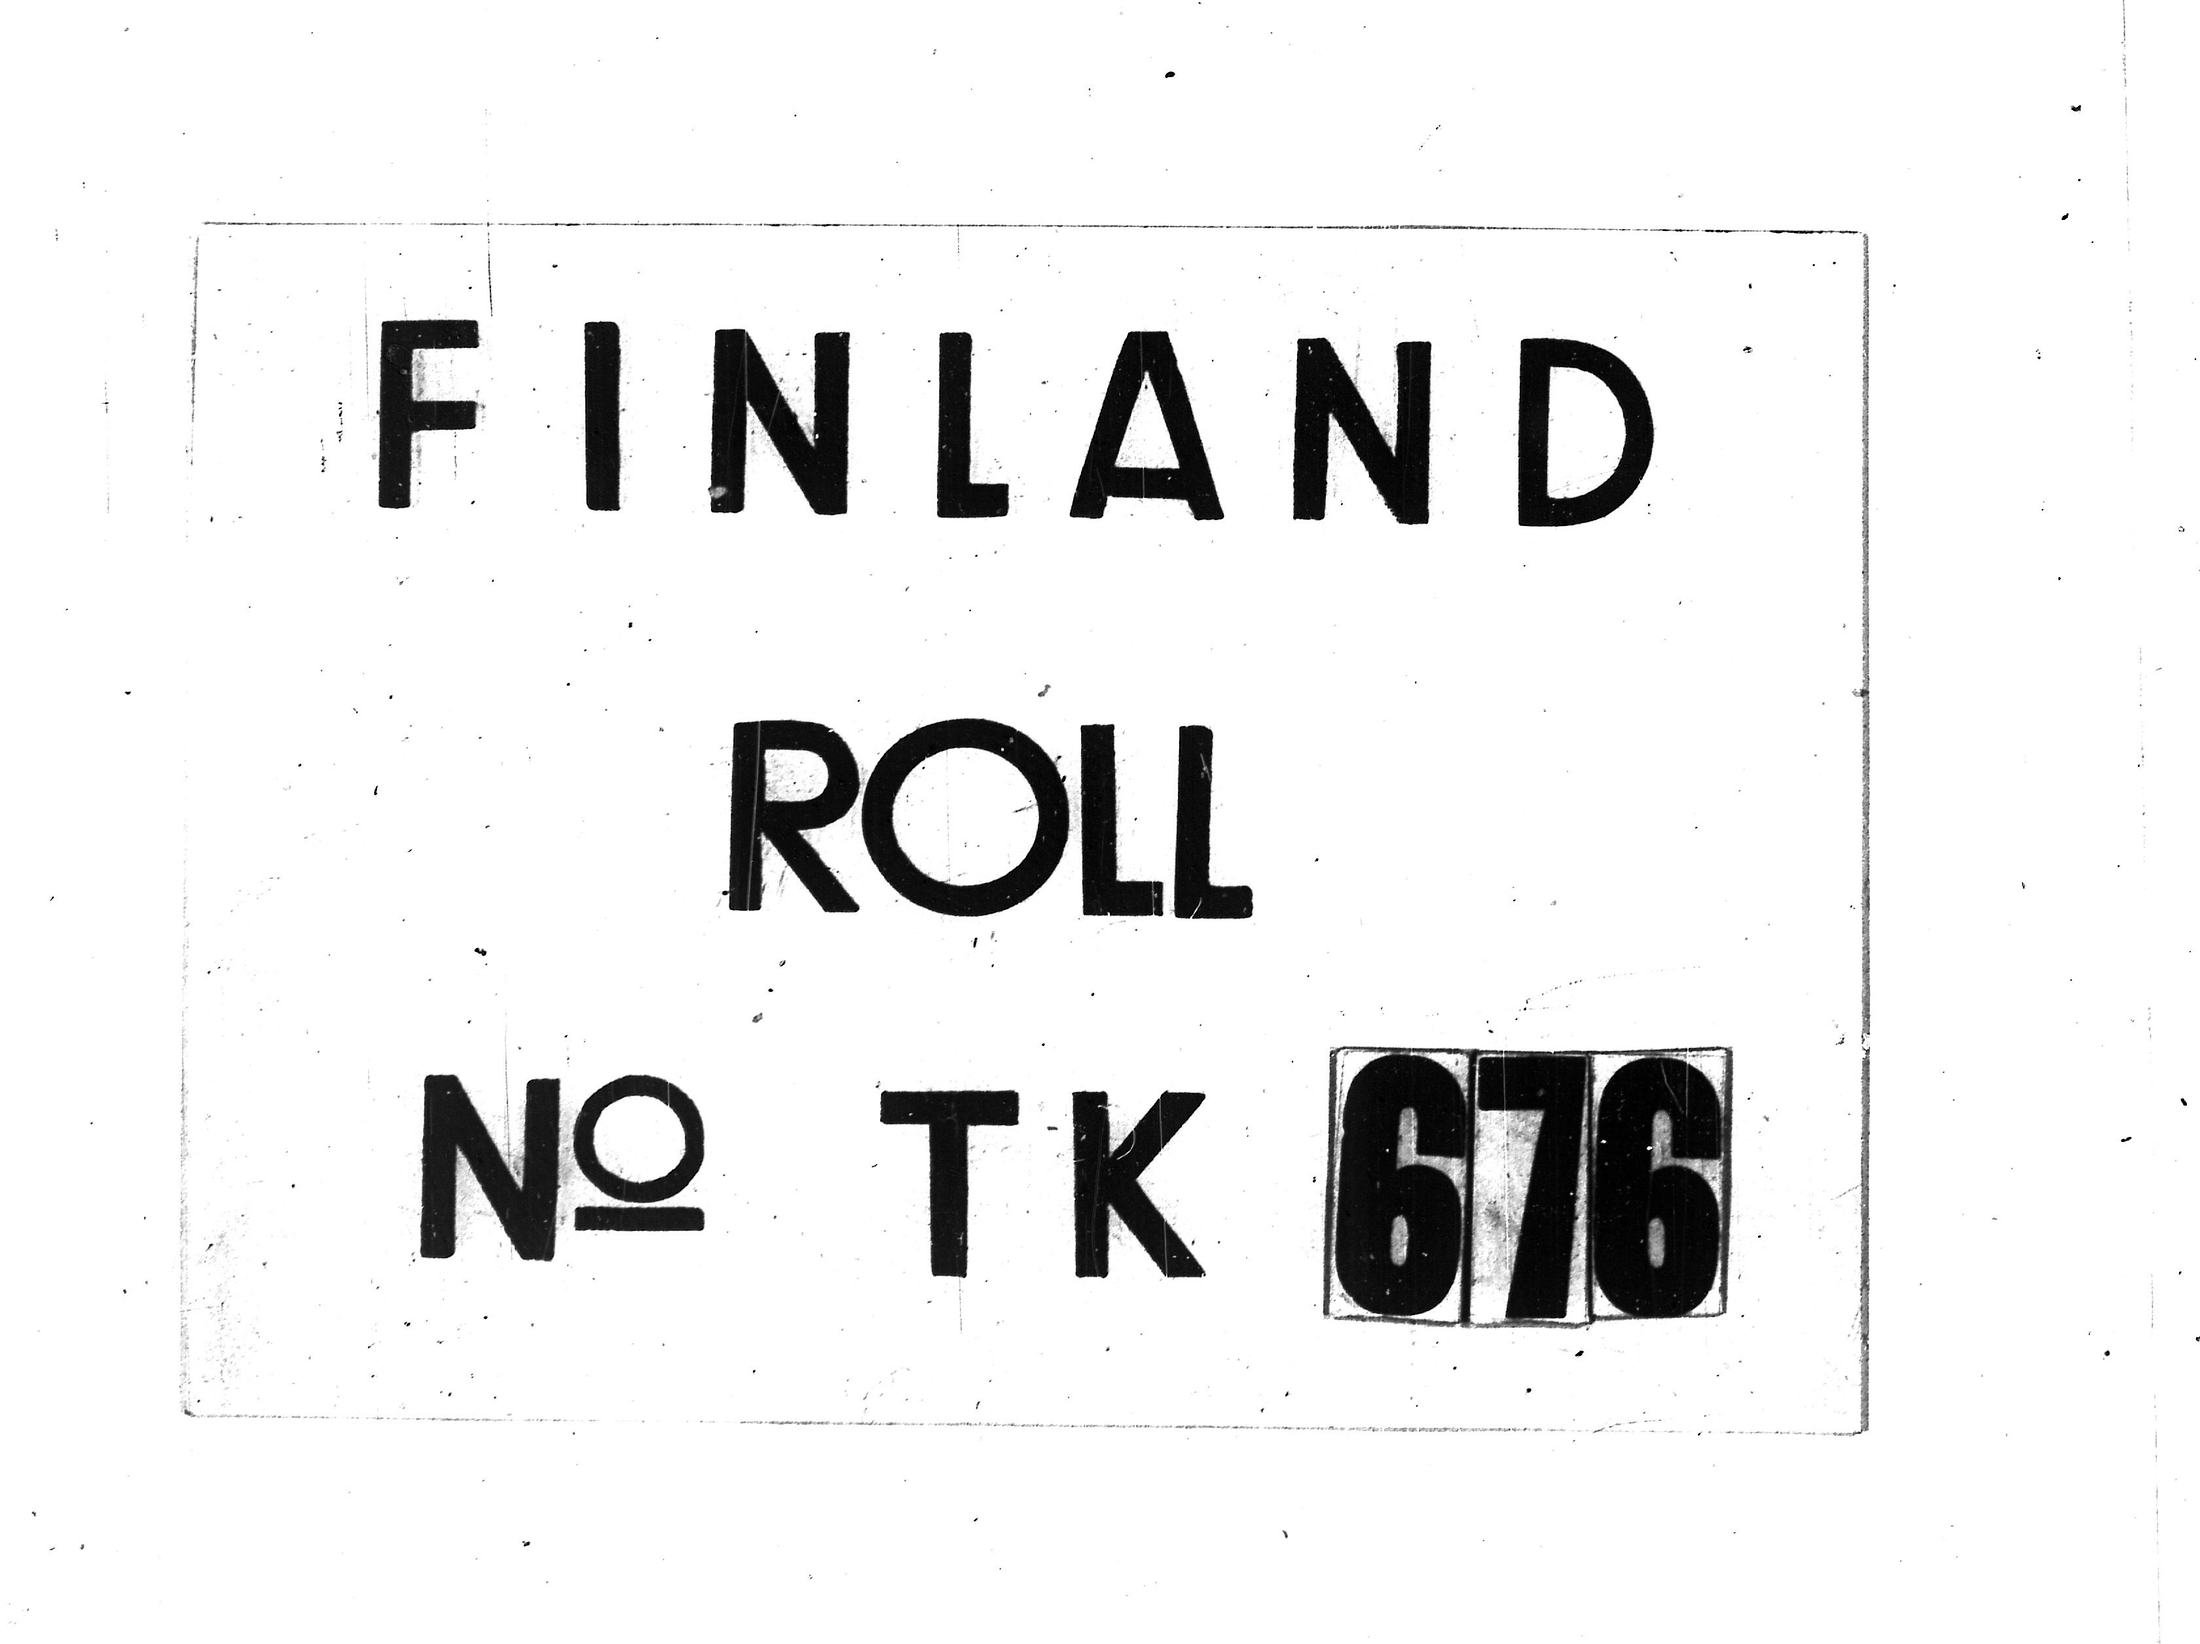 FINLAND
ROLL
Nº TK 676